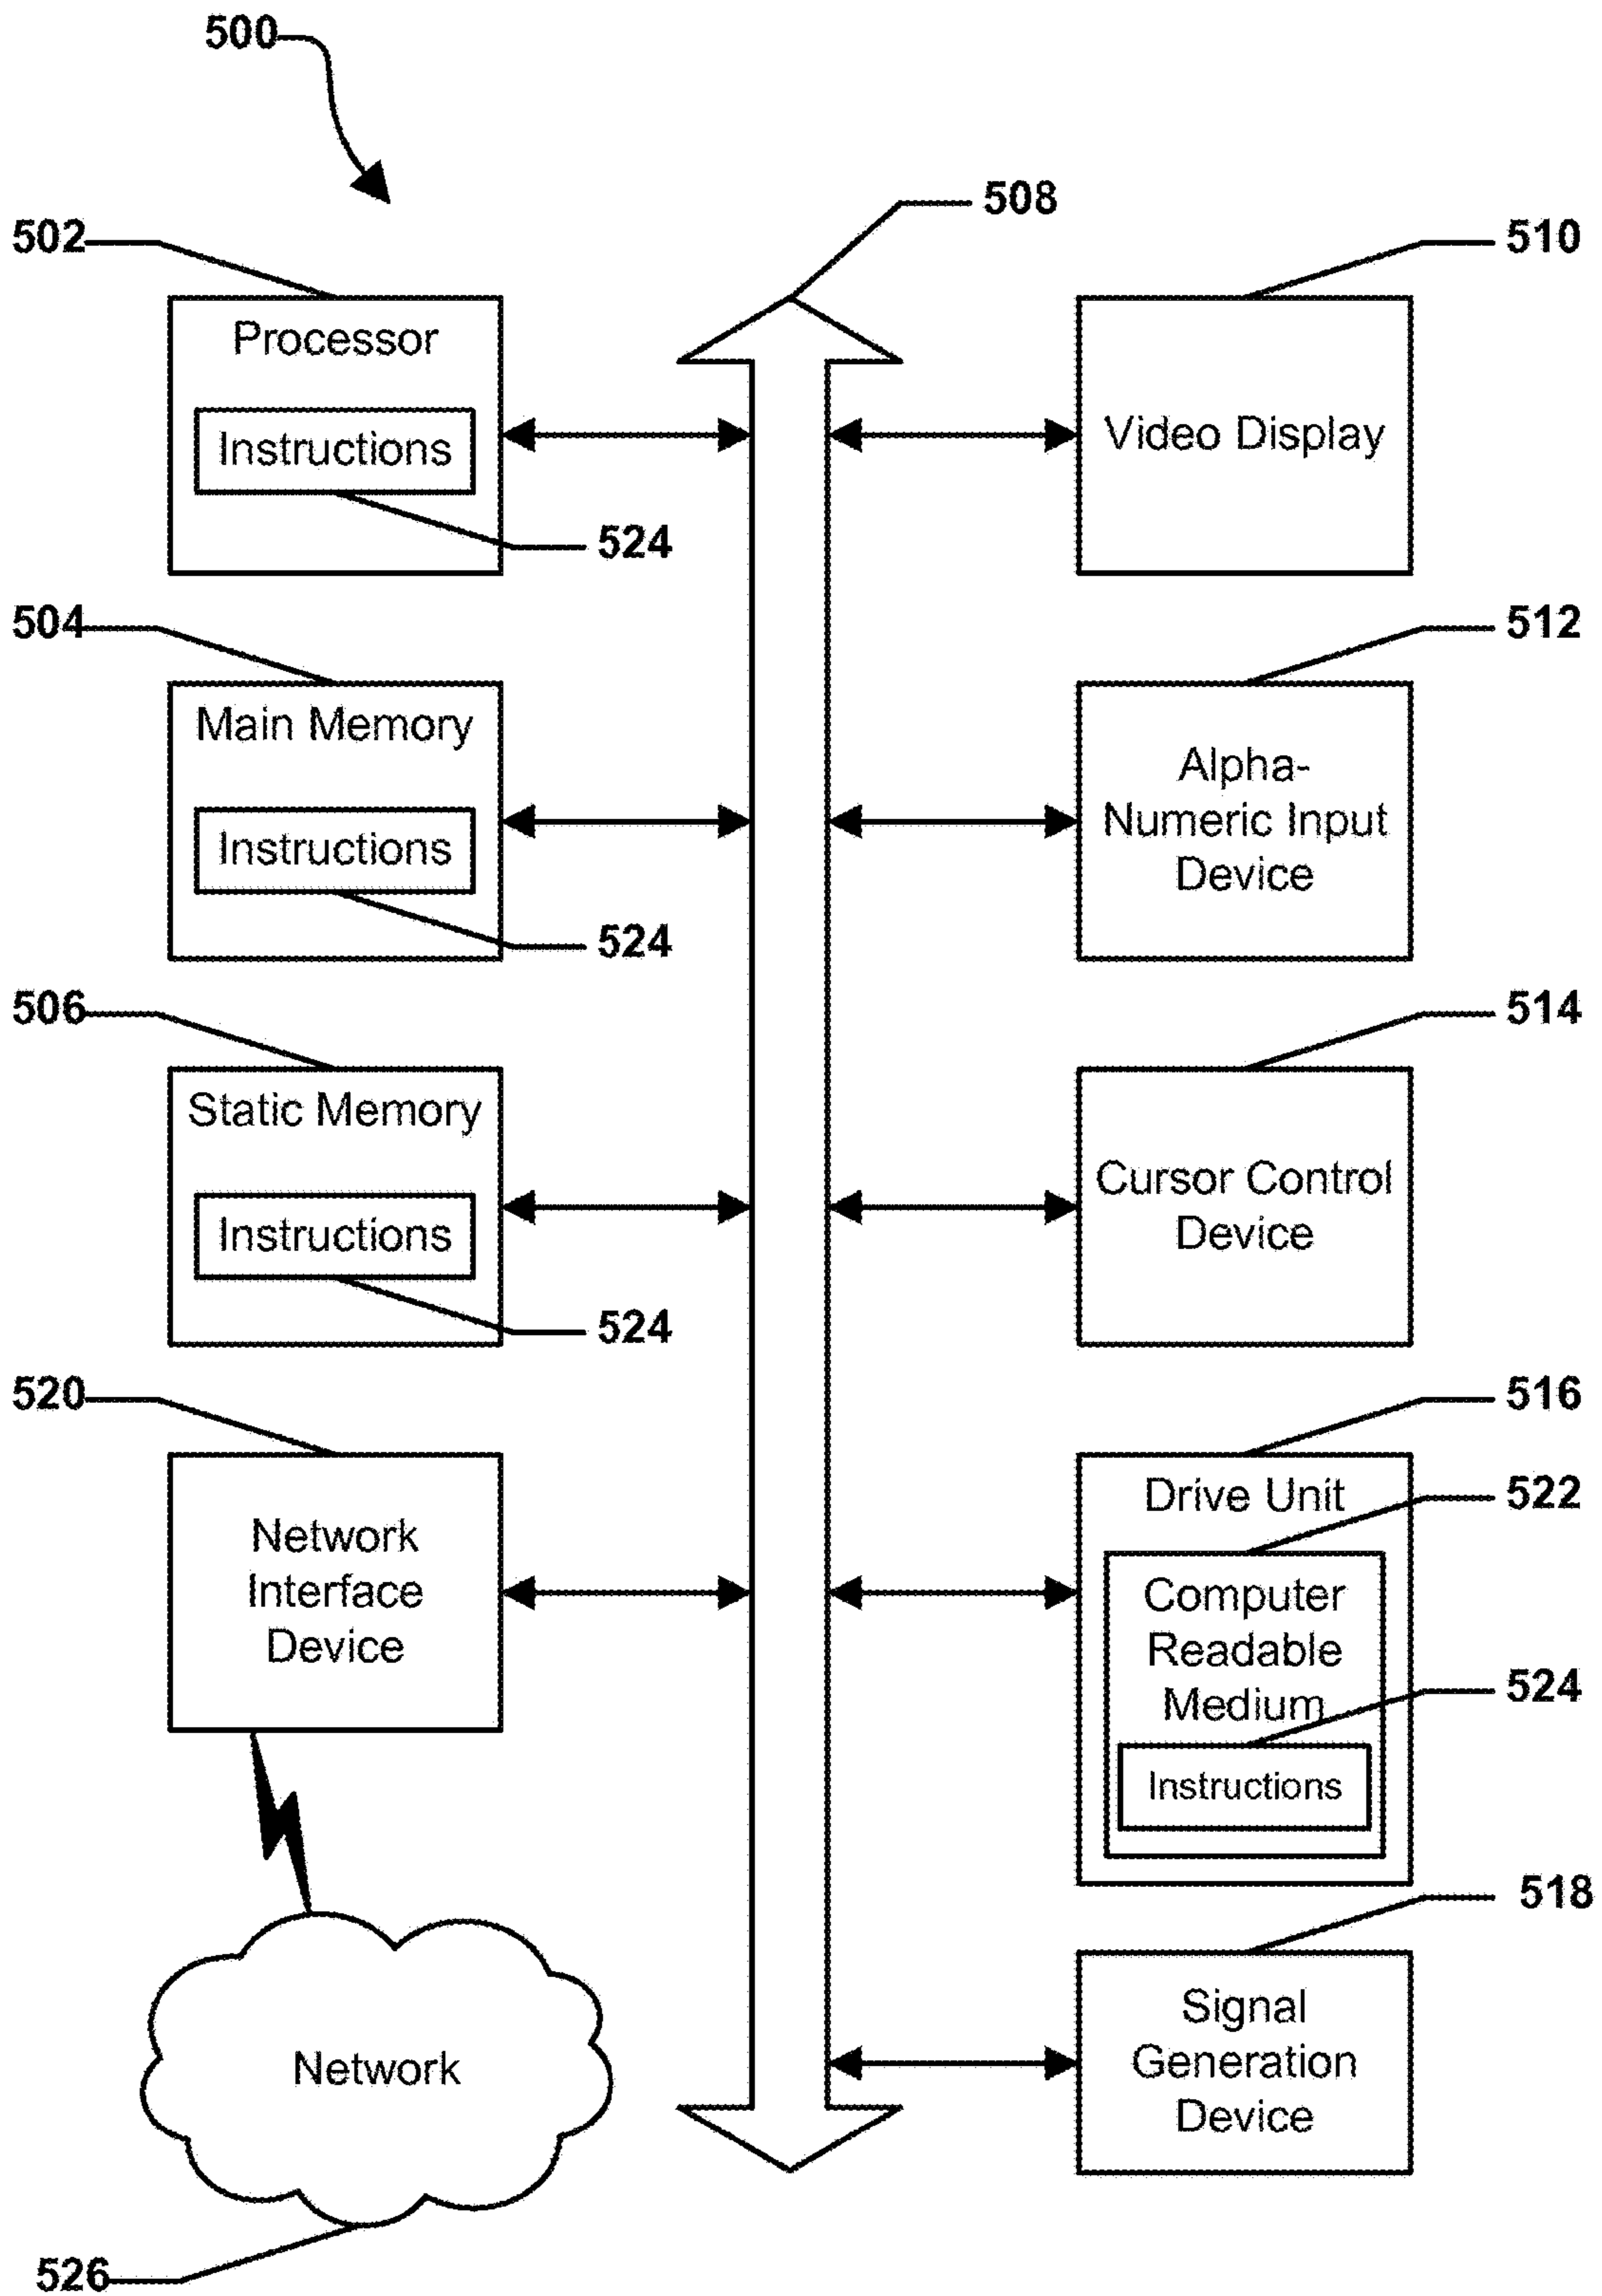 500
508
502
510
Processor
Instructions
524
Video Display
504
512
Main Memory
Instructions
524
Alpha-
Numeric Input
Device
506
514
Static Memory
Instructions
524
Cursor Control
Device
520
516
Network
Interface
Device
Drive Unit
522
Computer
Readable
Medium
524
Instructions
518
Network
Signal
Generation
Device
526